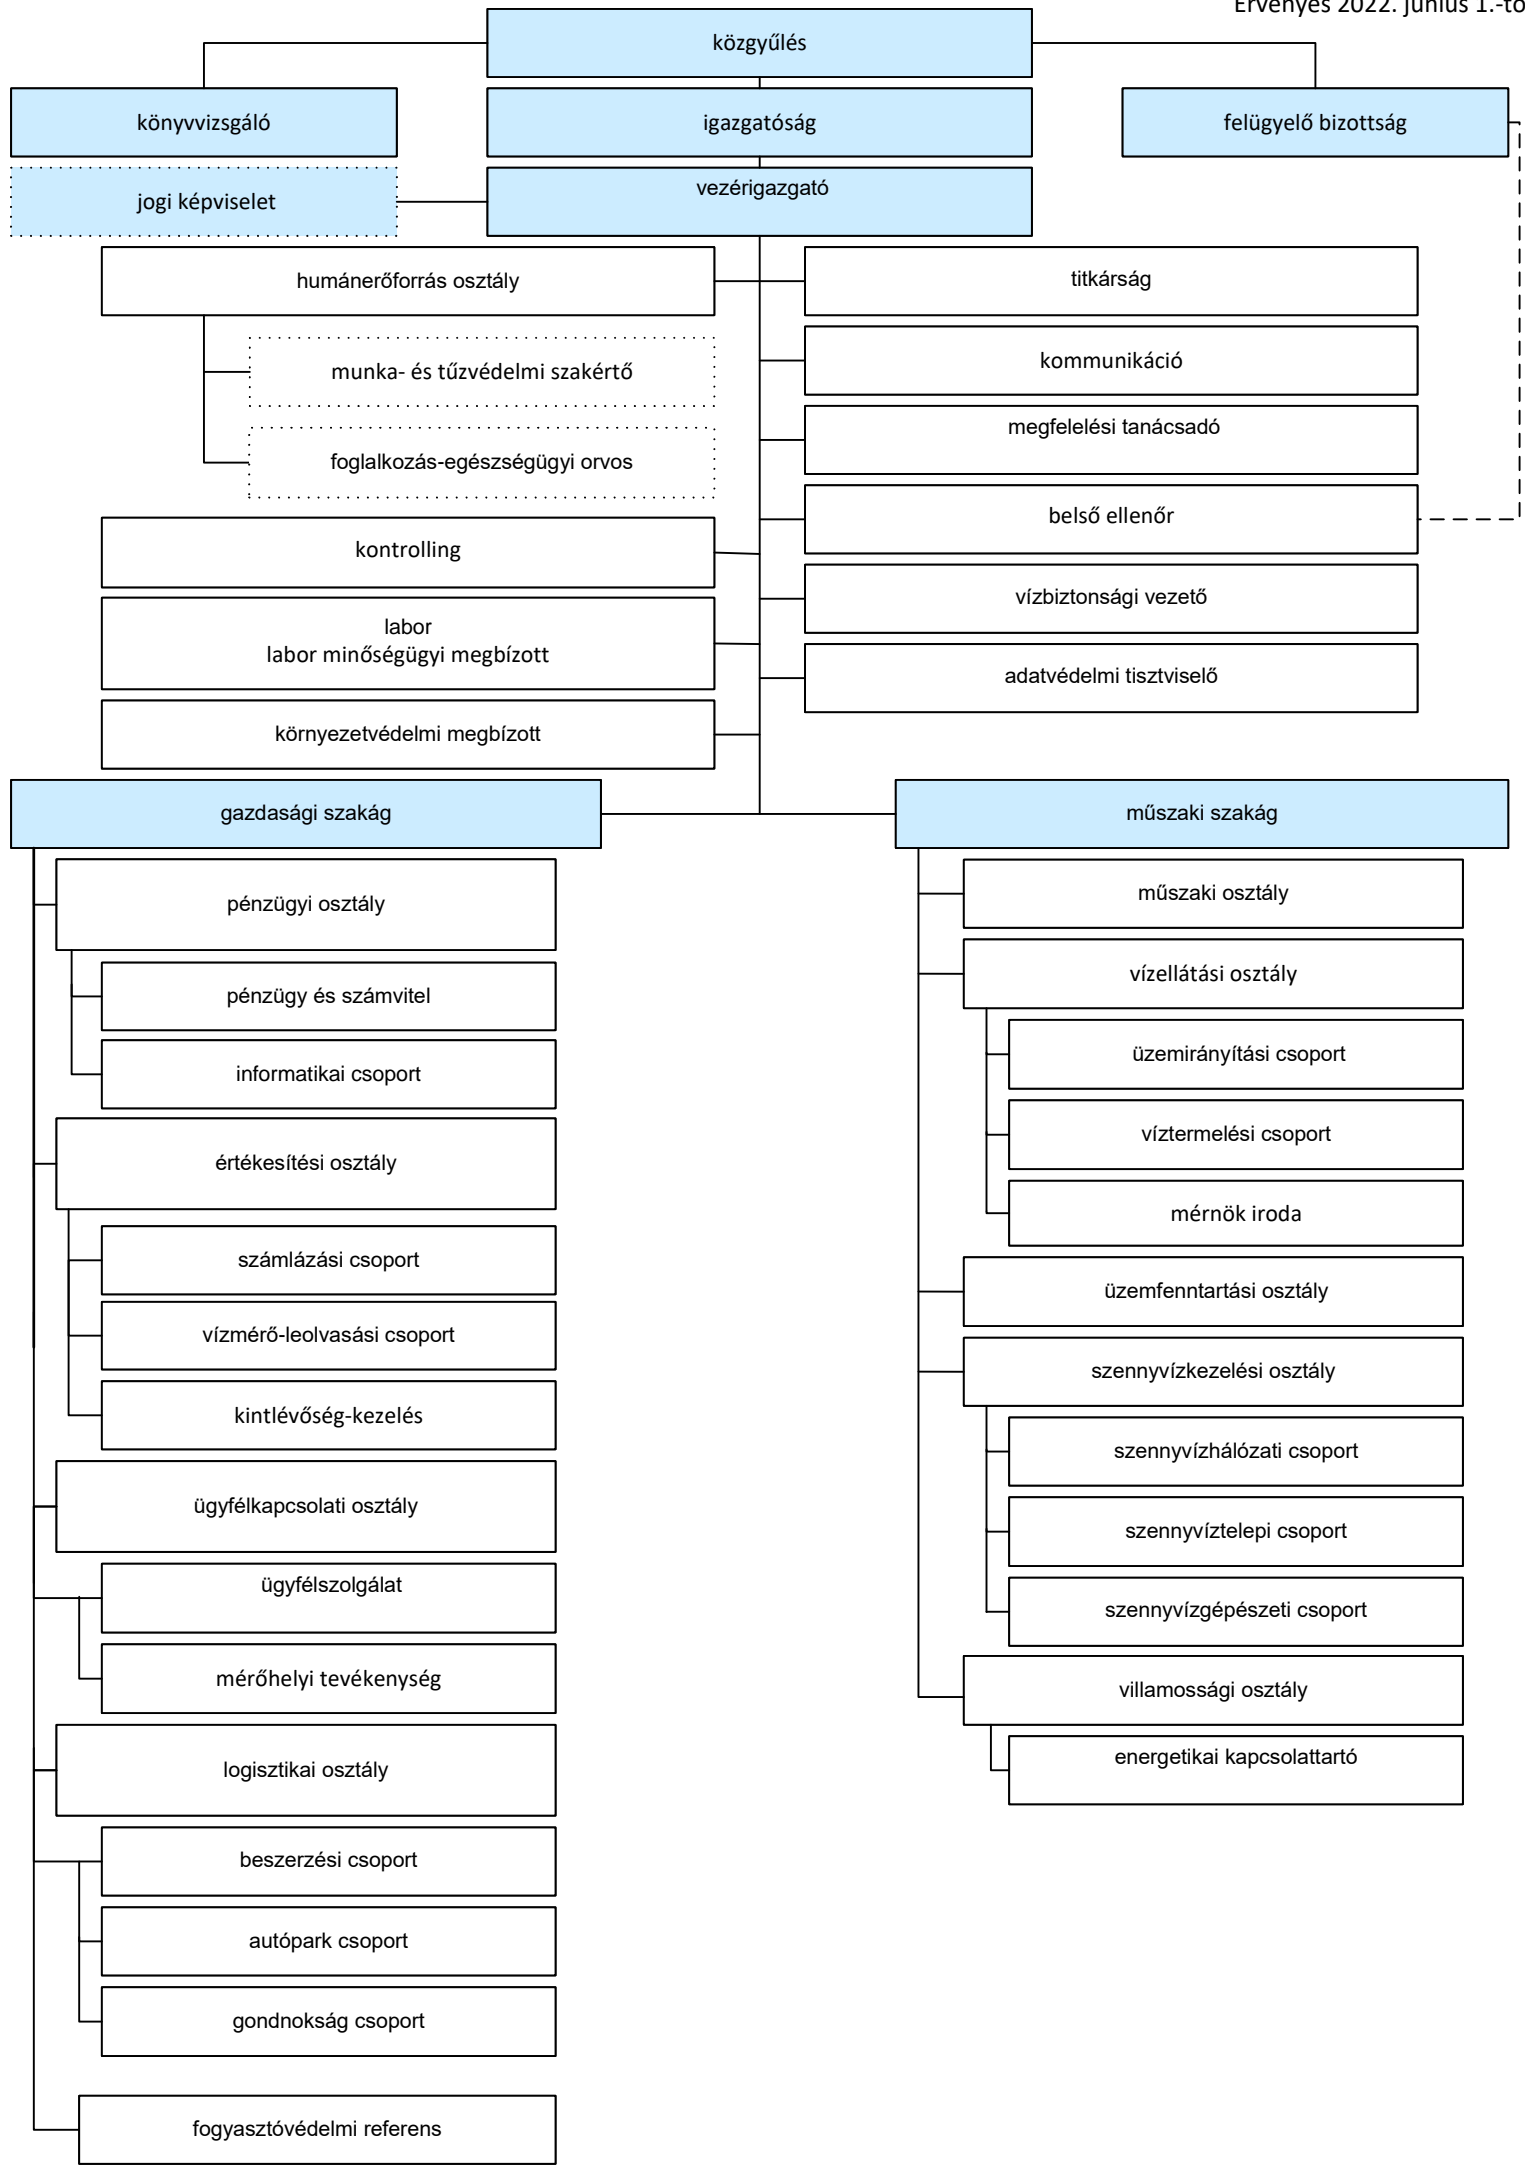 Érvényes 2022. június 1.-tő
közgyűlés
könyvvizsgáló
igazgatóság
felügyelő bizottság
jogi képviselet
vezérigazgató
humánerőforrás osztály
titkárság
munka- és tűzvédelmi szakértő
kommunikáció
foglalkozás-egészségügyi orvos
megfelelési tanácsadó
kontrolling
belső ellenőr
labor
labor minőségügyi megbízott
vízbiztonsági vezető
környezetvédelmi megbízott
adatvédelmi tisztviselő
gazdasági szakág
pénzügyi osztály
pénzügy és számvitel
informatikai csoport
értékesítési osztály
számlázási csoport
vízmérő-leolvasási csoport
kintlévőség-kezelés
ügyfélkapcsolati osztály
ügyfélszolgálat
mérőhelyi tevékenység
logisztikai osztály
beszerzési csoport
autópark csoport
gondnokság csoport
fogyasztóvédelmi referens
műszaki szakág
műszaki osztály
vízellátási osztály
üzemirányítási csoport
víztermelési csoport
mérnök iroda
üzemfenntartási osztály
szennyvízkezelési osztály
szennyvízhálózati csoport
szennyvíztelepi csoport
szennyvízgépészeti csoport
villamossági osztály
energetikai kapcsolattartó